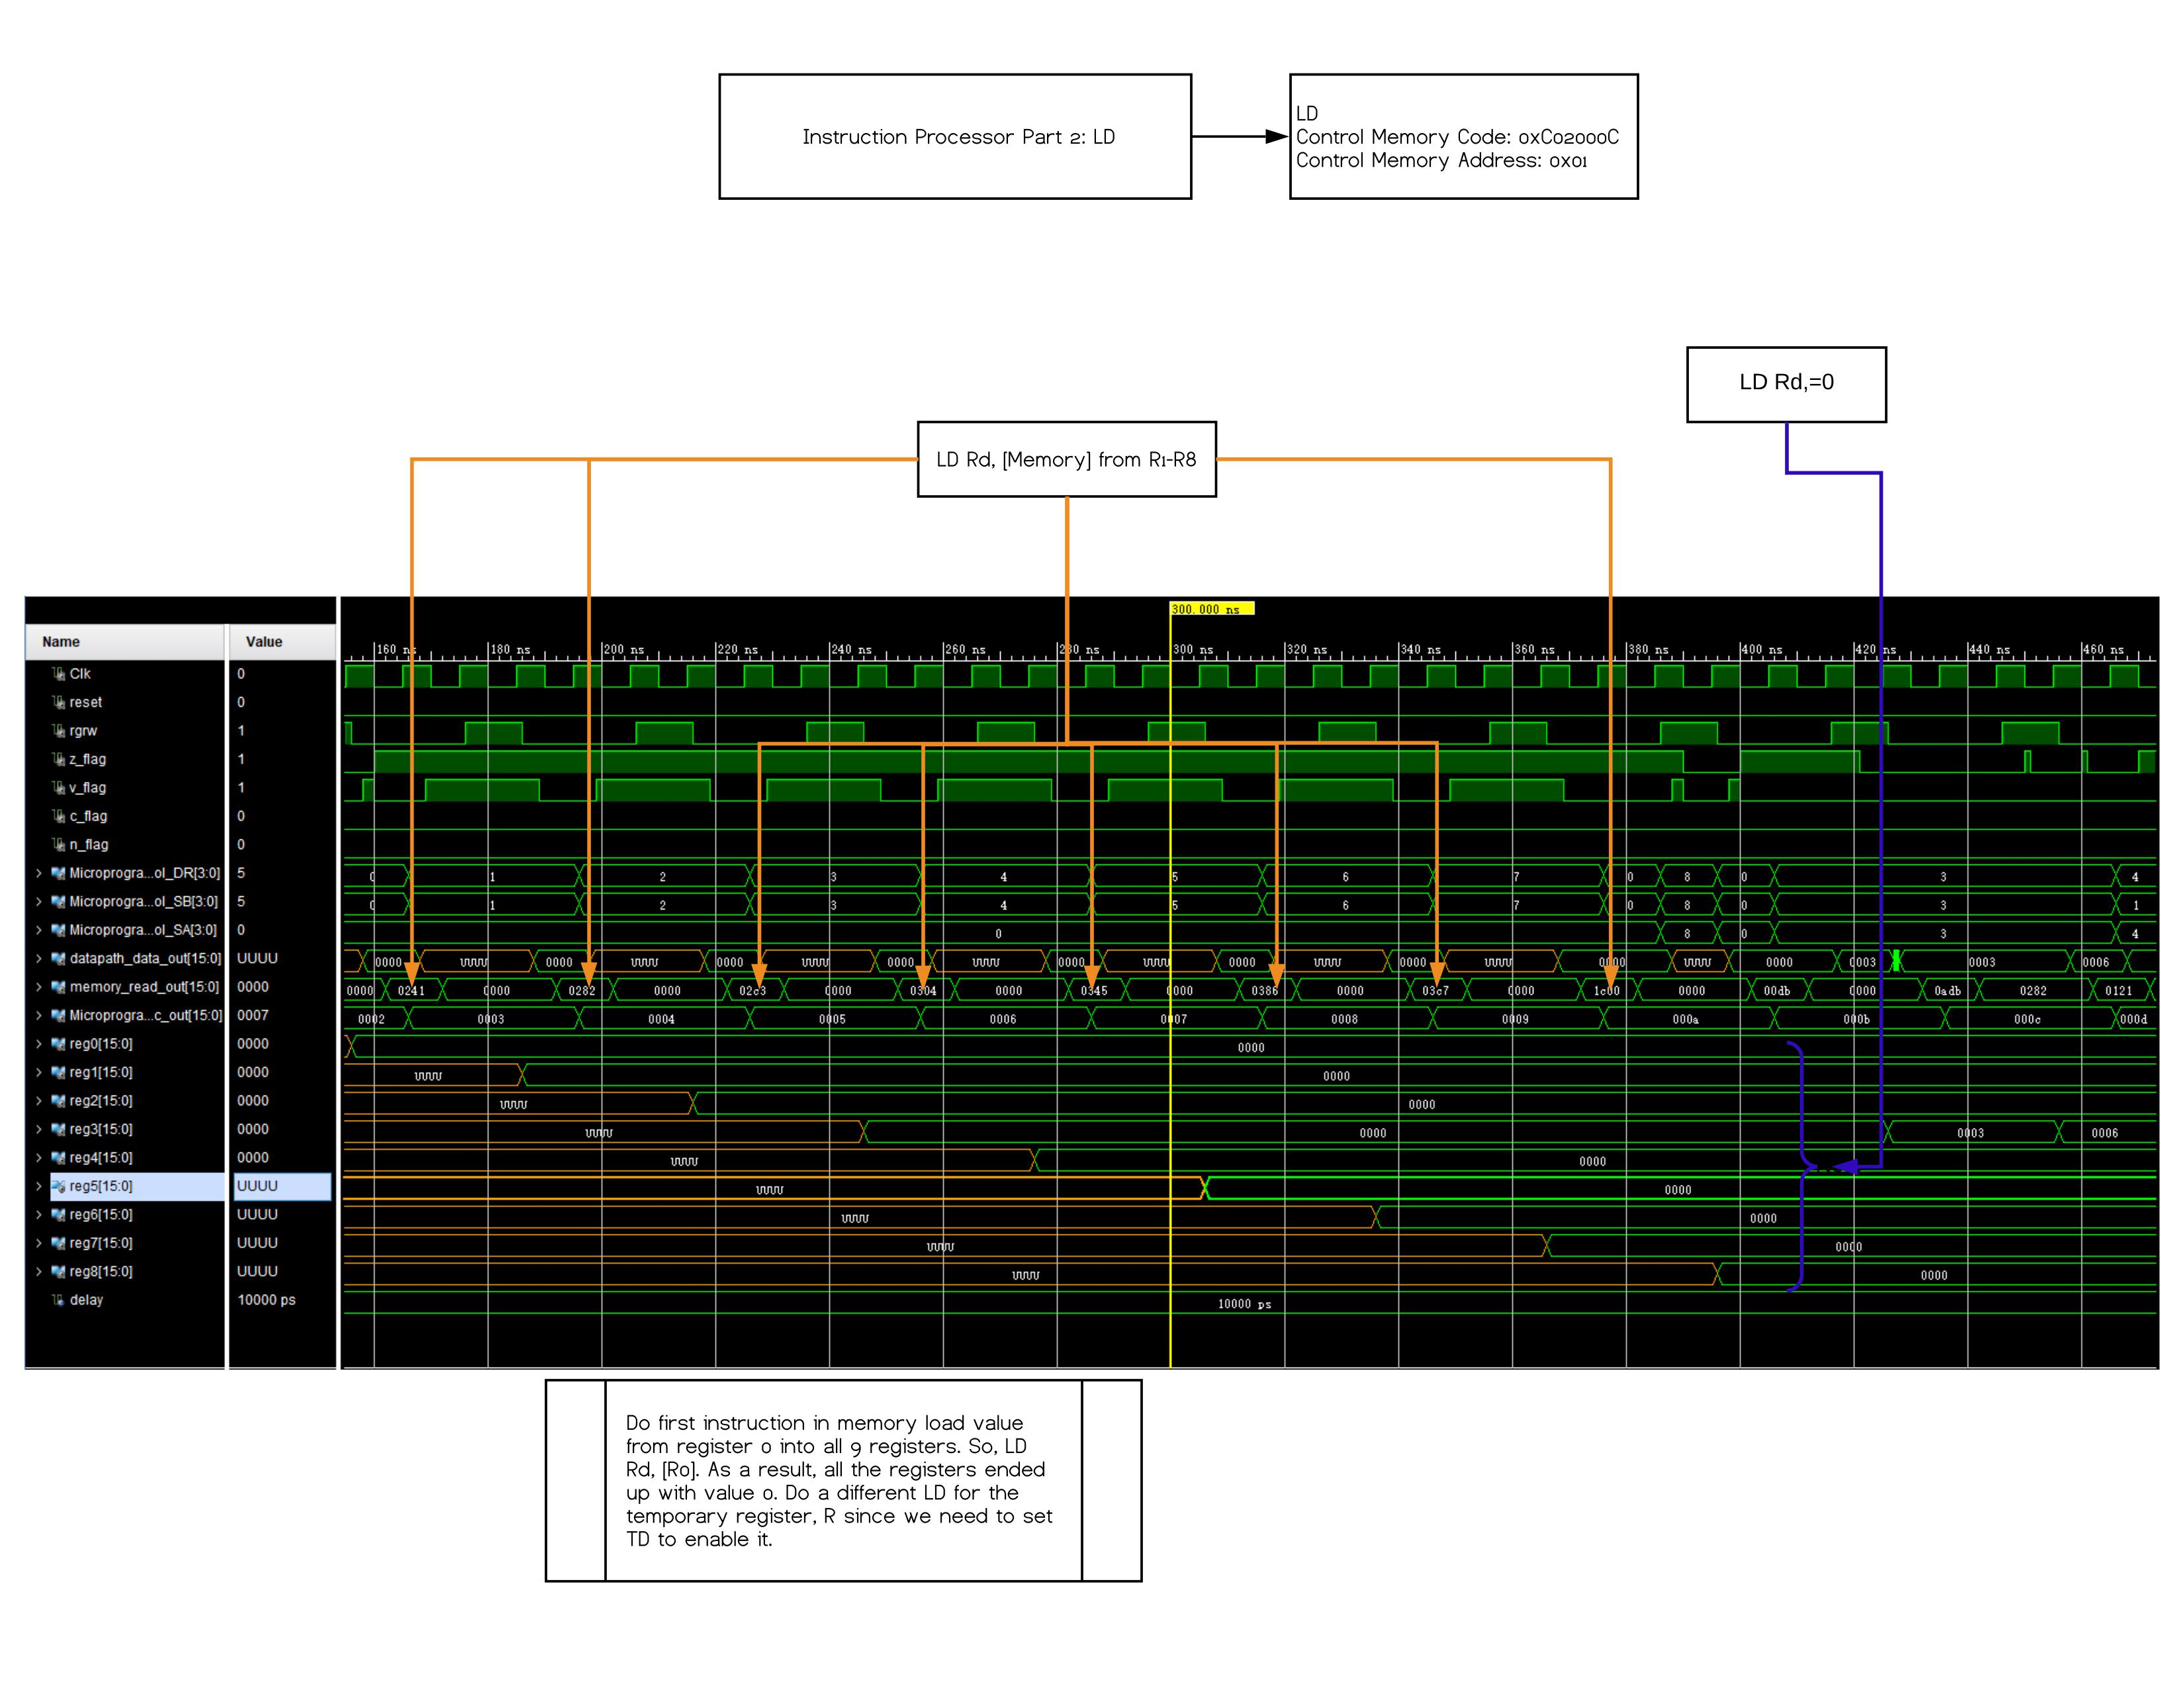 Instruction Processor Part 2: LD
LD
Control Memory Code: 0xC02000C
Control Memory Address: 0x01
LD Rd,=0
LD Rd, [Memory] from R1-R8
300.000 ns
Name Value
160 ns 180 ns 200 ns 220 ns 240 ns 260 ns 280 ns 300 ns 320 ns 340 ns 360 ns 380 ns 400 ns 420 ns 440 ns 460 ns
Clk 0
reset 0
rgrw 1
z_flag 1
v_flag 1
c_flag 0
n_flag 0
Microprogra...ol_DR[3:0] 5 0 1 2 3 4 5 6 7 0 8 0 3 4
Microprogra...ol_SB[3:0] 5 0 1 2 3 4 5 6 7 0 8 0 3 1
Microprogra...ol_SA[3:0] 0 0 8 0 3 4
datapath_data_out[15:0] UUUU 0000 UUUU 0000 UUUU 0000 UUUU 0000 UUUU 0000 UUUU 0000 UUUU 0000 UUUU 0000 UUUU 0000 0003 0003 0006
memory_read_out[15:0] 0000 0000 0241 0000 0282 0000 02c3 0000 0304 0000 0345 0000 0386 0000 03c7 0000 1c00 0000 00db 0000 0adb 0282 0121
Microprogra...c_out[15:0] 0007 0002 0003 0004 0005 0006 0007 0008 0009 000a 000b 000c 000d
reg0[15:0] 0000 0000
reg1[15:0] 0000 UUUU 0000
reg2[15:0] 0000 UUUU 0000
reg3[15:0] 0000 UUUU 0000 0003 0006
reg4[15:0] 0000 UUUU 0000
reg5[15:0] UUUU UUUU 0000
reg6[15:0] UUUU UUUU 0000
reg7[15:0] UUUU UUUU 0000
reg8[15:0] UUUU UUUU 0000
delay 10000 ps 10000 ps
Do first instruction in memory load value
from register 0 into all 9 registers. So, LD
Rd, [R0]. As a result, all the registers ended
up with value 0. Do a different LD for the
temporary register, R since we need to set
TD to enable it.